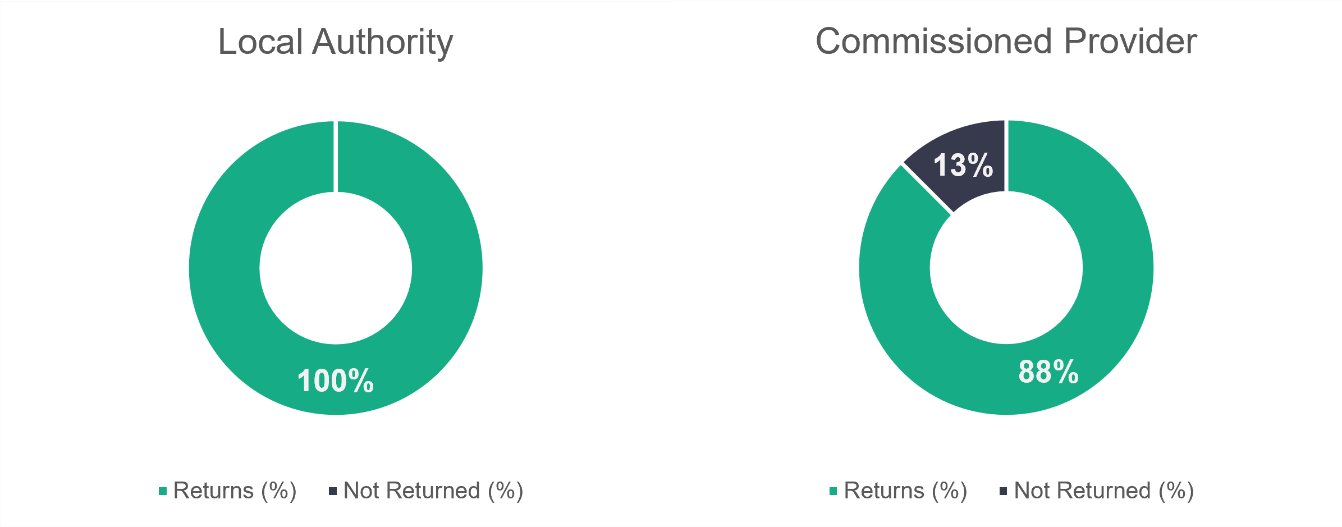 Local Authority
100%
Returns (%) Not Returned (%)
Commissioned Provider
13%
88%
Returns (%) Not Returned (%)